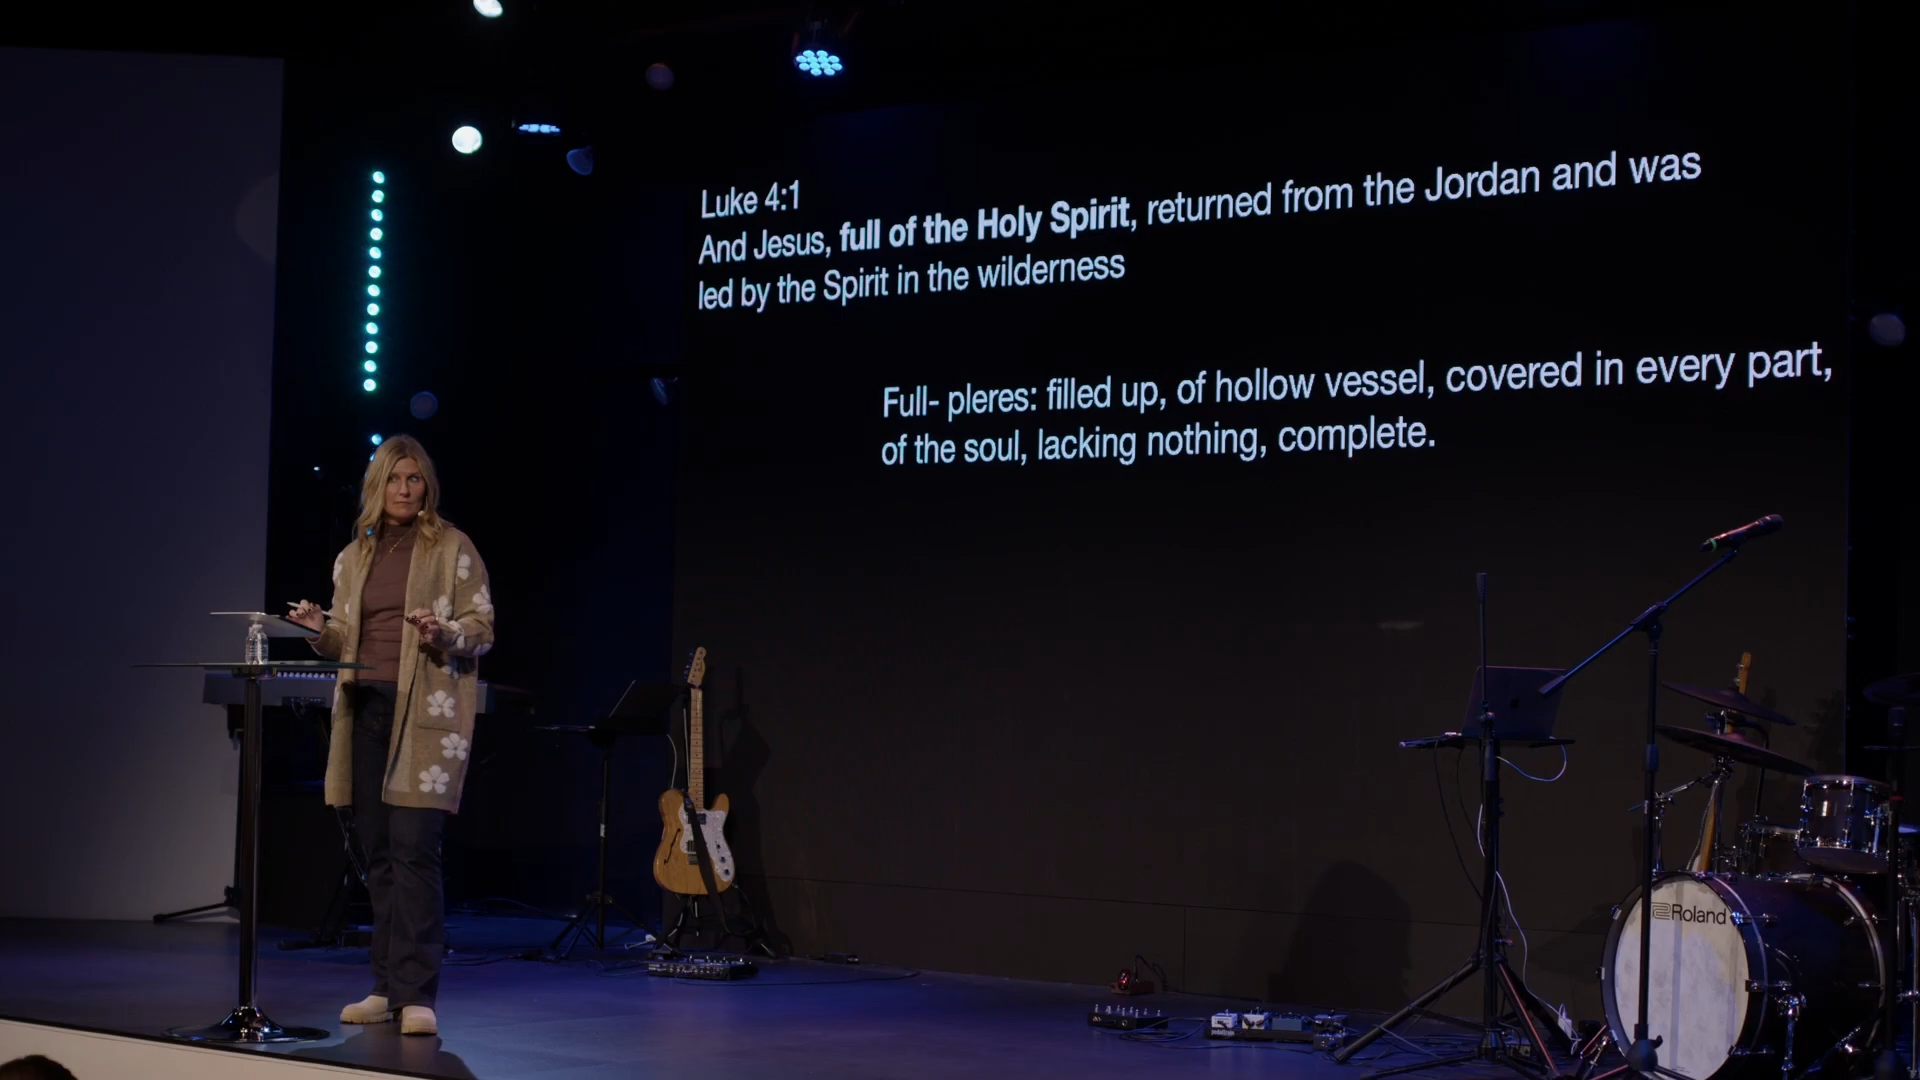 Luke 4:1
And Jesus, full of the Holy Spirit, returned from the Jordan and was
led by the Spirit in the wilderness
Full- pleres: filled up, of hollow vessel, covered in every part,
of the soul, lacking nothing, complete.
Roland